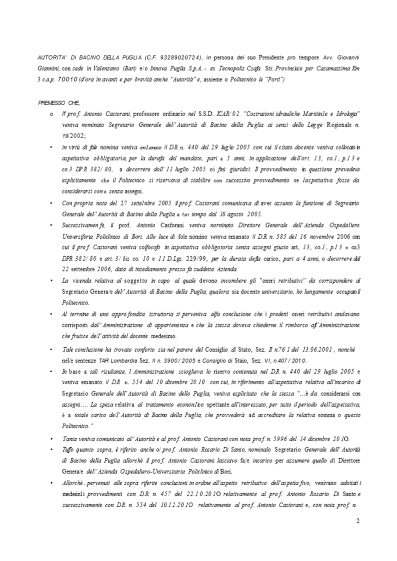 AUTORITA' DI BACINO DELLA PUGLIA (C.F. 93289020724), in persona del suo Presidente pro tempore Avv. Giovanni
Giannini, con sede in Valenzano (Bari) c/o Innova Puglia S.p.A. - ex Tecnopolis Csata Str. Provinciale per Casamassima Km
3 c.a.p. 70010 (d'ora in avanti e per brevità anche "Autorità" e, assieme a Politecnico le "Parti")
PREMESSO CHE,
o Il prof. Antonio Castorani, professore ordinario nel S.S.D. ICAR/02 "Costruzioni idrauliche Marittime e Idrologia"
veniva nominato Segretario Generale dell'Autorità di Bacino della Puglia ai sensi della Legge Regionale n.
19/2002;
• In virtù di tale nomina veniva emanato il D.R. n. 440 del 29 luglio 2005 con cui il citato docente veniva collocato in
aspettativa obbligatoria, per la durata del mandato, pari a 5 anni, in applicazione dell'art. 13, co.1, p.13 e
co.3 DPR 382/80, a decorrere dall'11 luglio 2005 ai fini giuridici. Il provvedimento in questione prevedeva
esplicitamente che il Politecnico si riservava di stabilire con successivo provvedimento se l'aspettativa fosse da
considerarsi con o senza assegni.
• Con propria nota del 27 settembre 2005 il prof. Castorani comunicava di aver assunto la funzione di Segretario
Generale dell'Autorità di Bacino della Puglia a far tempo dal 18 agosto 2005.
• Successivamente, il prof. Antonio Castorani veniva nominato Direttore Generale dell'Azienda Ospedaliero
Universitaria Policlinico di Bari. Alla luce di tale nomina veniva emanato il D.R. n. 585 del 16 novembre 2006 con
cui il prof. Castorani veniva collocato in aspettativa obbligatoria senza assegni giusto art. 13, co.1, p.13 e co3
DPR 382/80 e art. 3/bis co. 10 e 11 D.Lgs. 229/99, per la durata della carica, pari a 4 anni, a decorrere dal
22 settembre 2006, data di insediamento presso la suddetta Azienda.
• La vicenda relativa al soggetto in capo al quale devono incombere gli "oneri retributivi" da corrispondere al
Segretario Generale dell'Autorità di Bacino della Puglia, qualora sia docente universitario, ha lungamente occupato il
Politecnico.
• Al termine di una approfondita istruttoria si perveniva alla conclusione che i predetti oneri retributivi andavano
corrisposti dall'Amministrazione di appartenenza e che la stessa doveva chiederne il rimborso all'Amministrazione
che fruisce dell'attività del docente medesimo.
• Tale conclusione ha trovato conforto sia nel parere del Consiglio di Stato, Sez. II n.761 del 13.06.2001, nonché
nelle sentenze TAR Lombardia Sez. II n. 3900/2005 e Consiglio di Stato, Sez. VI, n.407/2010.
• In base a tali risultanze, l'Amministrazione scioglieva la riserva contenuta nel D.R. n. 440 del 29 luglio 2005 e
veniva emanato il D.R. n. 554 del 10 dicembre 2010 con cui, in riferimento all'aspettativa relativa all'incarico di
Segretario Generale dell'Autorità di Bacino della Puglia, veniva esplicitato che la stessa "...è da considerarsi con
assegni.... La spesa relativa al trattamento economico spettante all'interessato, per tutto il periodo dell'aspettativa,
è a totale carico dell'Autorità di Bacino della Puglia, che provvederà ad accreditare la relativa somma a questo
Politecnico."
• Tanto veniva comunicato all'Autorità e al prof. Antonio Castorani con nota prof. n. 5996 del 14 dicembre 2010.
• Tutto quanto sopra, è riferito anche al prof. Antonio Rosario Di Santo, nominato Segretario Generale dell'Autorità
di Bacino della Puglia allorché il prof. Antonio Castorani lasciava tale incarico per assumere quello di Direttore
Generale dell'Azienda Ospedaliero-Universitaria Policlinico di Bari.
• Allorché, pervenuti alle sopra riferite conclusioni in ordine all'aspetto retributivo dell'aspettativa, venivano adottati i
medesimi provvedimenti con D.R. n. 457 del 22.10.2010 relativamente al prof. Antonio Rosario Di Santo e
successivamente con D.R. n. 554 del 10.12.2010 relativamente al prof. Antonio Castorani e, con nota prof. n.
2